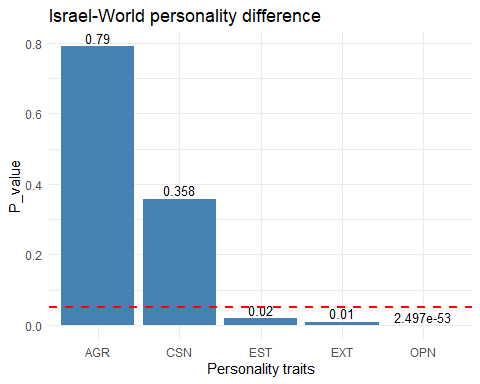 Israel-World personality difference
P_value
0.8
0.6
0.4
0.2
0.0
0.79
0.358
0.02
0.01
2.497e-53
AGR CSN EST EXT OPN
Personality traits